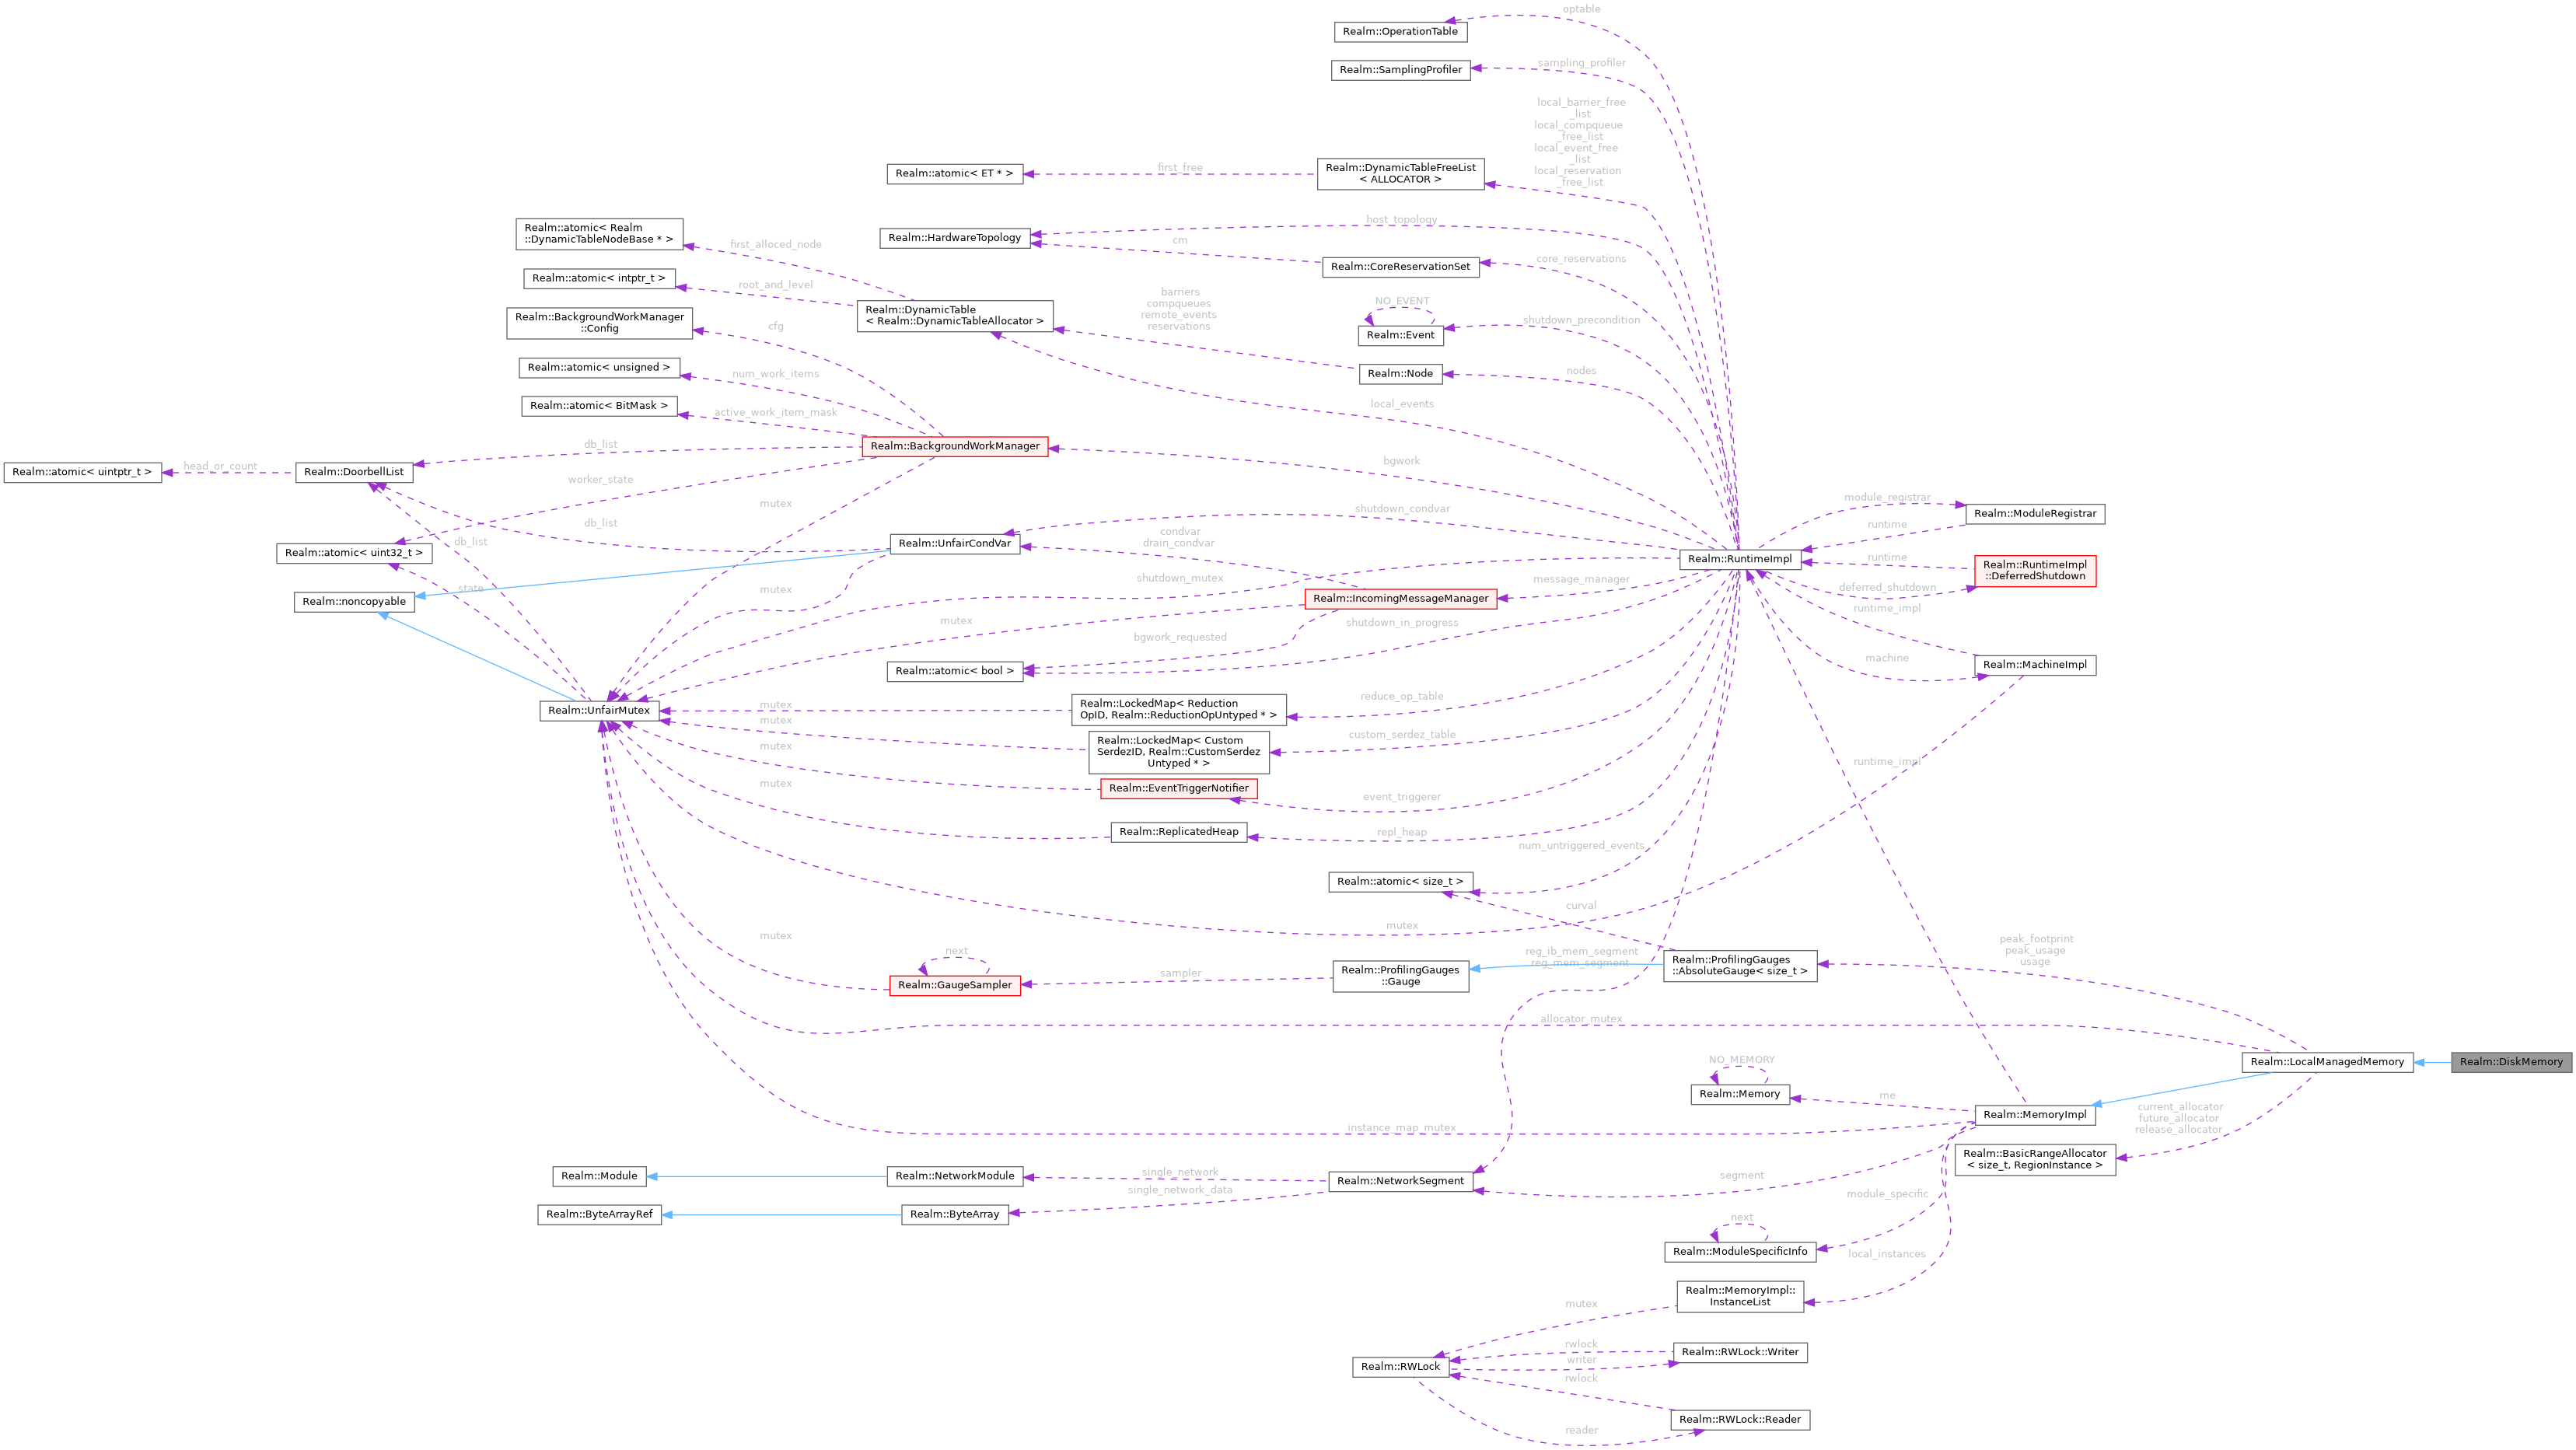 optable
Realm::OperationTable
sampling_profiler
Realm::SamplingProfiler
local_barrier_free
_list
local_compqueue
_free_list
local_event_free
_list
local_reservation
_free_list
first_free
Realm::atomic< ET * >
Realm::DynamicTableFreeList
< ALLOCATOR >
host_topology
Realm::atomic< Realm
::DynamicTableNodeBase * >
first_alloced_node
Realm::HardwareTopology
cm
Realm::CoreReservationSet
core_reservations
Realm::atomic< intptr_t >
root_and_level
barriers
compqueues
remote_events
reservations
NO_EVENT
Realm::Event
shutdown_precondition
Realm::DynamicTable
< Realm::DynamicTableAllocator >
Realm::BackgroundWorkManager
::Config
cfg
Realm::atomic< unsigned >
num_work_items
Realm::Node
nodes
Realm::atomic< BitMask >
active_work_item_mask
local_events
db_list
Realm::BackgroundWorkManager
bgwork
Realm::atomic< uintptr_t >
head_or_count
Realm::DoorbellList
worker_state
mutex
shutdown_condvar
module_registrar
Realm::ModuleRegistrar
db_list
db_list
condvar
drain_condvar
runtime
Realm::atomic< uint32_t >
Realm::UnfairCondVar
Realm::RuntimeImpl
runtime
Realm::RuntimeImpl
::DeferredShutdown
state
mutex
shutdown_mutex
message_manager
deferred_shutdown
Realm::noncopyable
Realm::IncomingMessageManager
runtime_impl
mutex
bgwork_requested
shutdown_in_progress
Realm::atomic< bool >
machine
Realm::MachineImpl
Realm::UnfairMutex
mutex
mutex
Realm::LockedMap< Reduction
OpID, Realm::ReductionOpUntyped * >
reduce_op_table
mutex
Realm::LockedMap< Custom
SerdezID, Realm::CustomSerdez
Untyped * >
custom_serdez_table
runtime_impl
mutex
Realm::EventTriggerNotifier
event_triggerer
Realm::ReplicatedHeap
repl_heap
num_untriggered_events
Realm::atomic< size_t >
curval
mutex
mutex
next
Realm::GaugeSampler
sampler
Realm::ProfilingGauges
::Gauge
reg_ib_mem_segment
reg_mem_segment
Realm::ProfilingGauges
::AbsoluteGauge< size_t >
peak_footprint
peak_usage
usage
allocator_mutex
NO_MEMORY
Realm::Memory
me
Realm::LocalManagedMemory
Realm::DiskMemory
Realm::MemoryImpl
current_allocator
future_allocator
release_allocator
instance_map_mutex
Realm::BasicRangeAllocator
< size_t, RegionInstance >
Realm::Module
Realm::NetworkModule
single_network
Realm::NetworkSegment
segment
single_network_data
Realm::ByteArrayRef
Realm::ByteArray
module_specific
next
Realm::ModuleSpecificInfo
local_instances
Realm::MemoryImpl::
InstanceList
mutex
rwlock
Realm::RWLock::Writer
writer
Realm::RWLock
rwlock
Realm::RWLock::Reader
reader